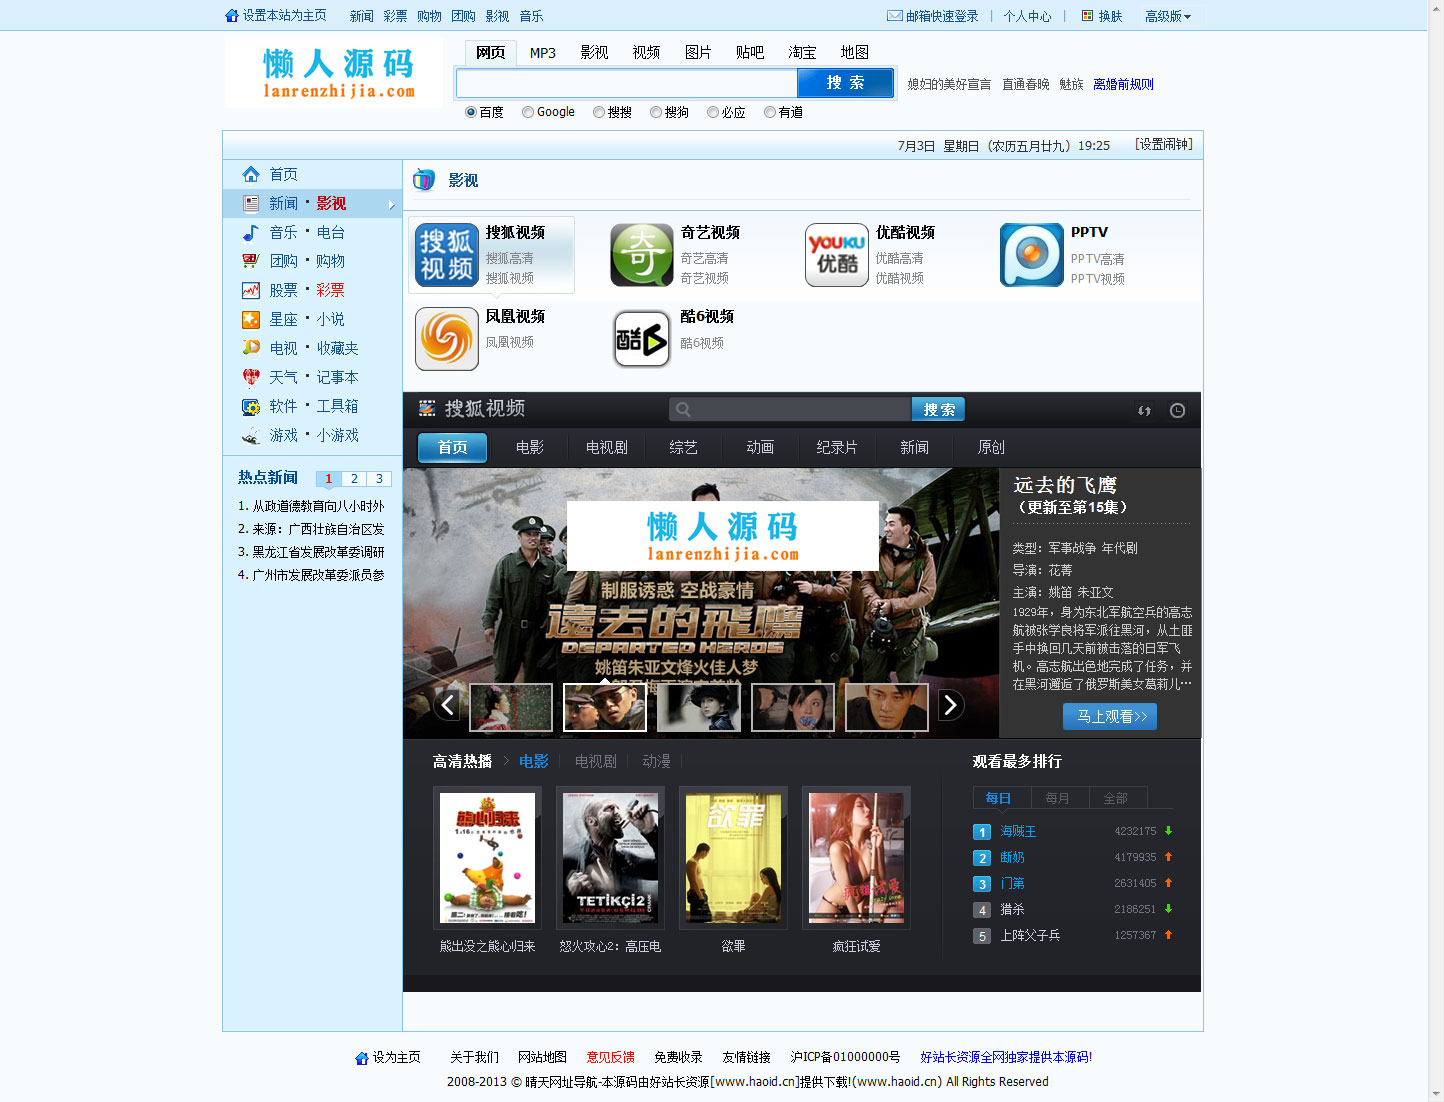 设置本站为主页 新闻 彩票 购物 团购 影视 音乐 邮箱快速登录 | 个人中心 | 换肤 高级版
懒人源码
lanrenzhijia.com
网页 MP3 影视 视频 图片 贴吧 淘宝 地图
搜 索 媳妇的美好宣言 直通春晚 魅族 离婚前规则
百度 Google 搜搜 搜狗 必应 有道
7月3日 星期日 (农历五月廿九) 19:25 [设置闹钟]
首页
新闻·影视
音乐·电台
团购·购物
股票·彩票
星座·小说
电视·收藏夹
天气·记事本
软件·工具箱
游戏·小游戏
热点新闻 1 2 3
1. 从政道德教育向八小时外
2. 来源：广西壮族自治区发
3. 黑龙江省发展改革委调研
4. 广州市发展改革委派员参
影视
搜狐视频
搜狐视频
搜狐高清
搜狐视频
奇
奇艺视频
奇艺高清
奇艺视频
YOUKU
优酷
优酷视频
优酷高清
优酷视频
PPTV
PPTV高清
PPTV视频
凤凰视频
凤凰视频
酷6
酷6视频
酷6视频
搜狐视频 搜索
首页 电影 电视剧 综艺 动画 纪录片 新闻 原创
懒人源码
lanrenzhijia.com
制服诱惑 空战豪情
遠去的飛鷹
DEPARTED HEROS
姚笛朱亚文烽火佳人梦
远去的飞鹰
（更新至第15集）
类型：军事战争 年代剧
导演：花菁
主演：姚笛 朱亚文
1929年，身为东北军航空兵的高志
航被张学良将军派往黑河，从土匪
手中换回几天前被击落的日军飞
机。高志航出色地完成了任务，并
在黑河邂逅了俄罗斯美女葛莉儿…
马上观看>>
高清热播 > 电影 | 电视剧 | 动漫 |
熊心归来
TETİKÇİ 2
欲罪
疯狂试爱
熊出没之熊心归来 怒火攻心2：高压电 欲罪 疯狂试爱
观看最多排行
每日 每月 全部
1 海贼王 4232175
2 断奶 4179935
3 门第 2631405
4 猎杀 2186251
5 上阵父子兵 1257367
设为主页 关于我们 网站地图 意见反馈 免费收录 友情链接 沪ICP备01000000号 好站长资源全网独家提供本源码!
2008-2013 © 晴天网址导航-本源码由好站长资源[www.haoid.cn]提供下载!(www.haoid.cn) All Rights Reserved